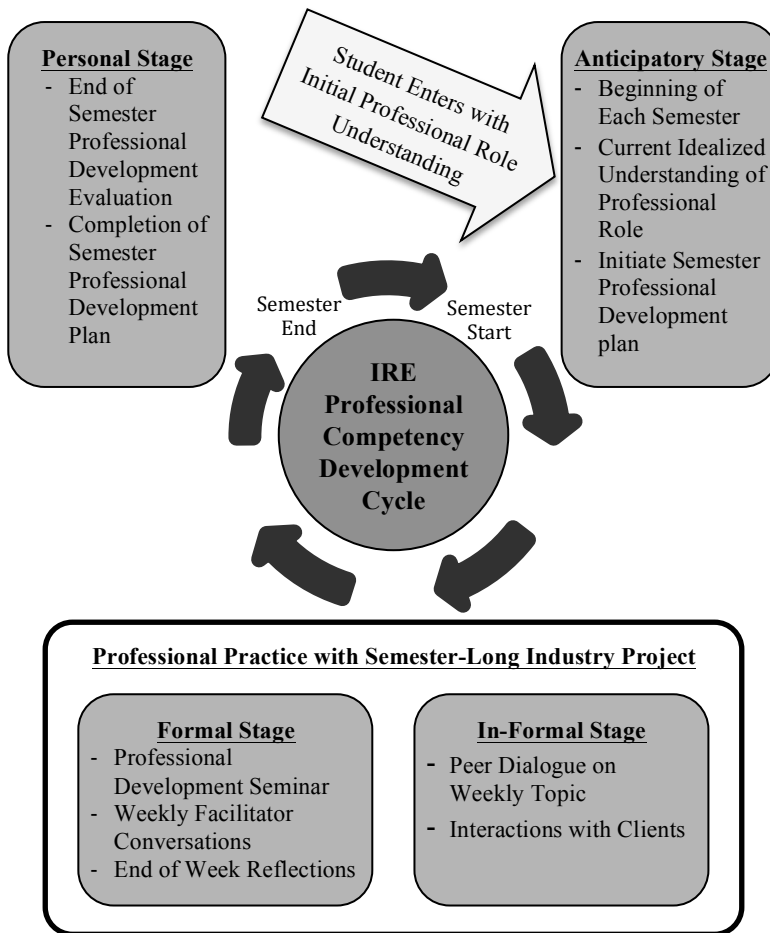 Personal Stage
- End of
Semester
Professional
Development
Evaluation
- Completion of
Semester
Professional
Development
Plan
Student Enters with
Initial Professional Role
Understanding
Anticipatory Stage
- Beginning of
Each Semester
- Current Idealized
Understanding of
Professional
Role
- Initiate Semester
Professional
Development
plan
Semester
End
Semester
Start
IRE
Professional
Competency
Development
Cycle
Professional Practice with Semester-Long Industry Project
Formal Stage
- Professional
Development Seminar
- Weekly Facilitator
Conversations
- End of Week Reflections
In-Formal Stage
- Peer Dialogue on
Weekly Topic
- Interactions with Clients